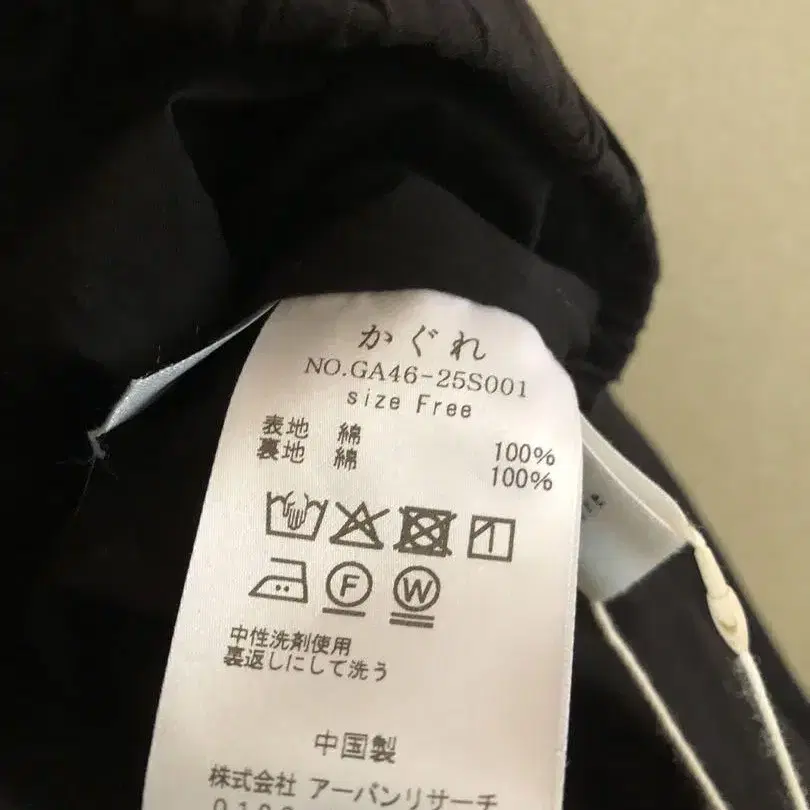 かぐれ
NO.GA46-25S001
size Free
表地 綿 100%
裏地 綿 100%
F W
中性洗剤使用
裏返しにして洗う
中国製
株式会社 アーバンリサーチ